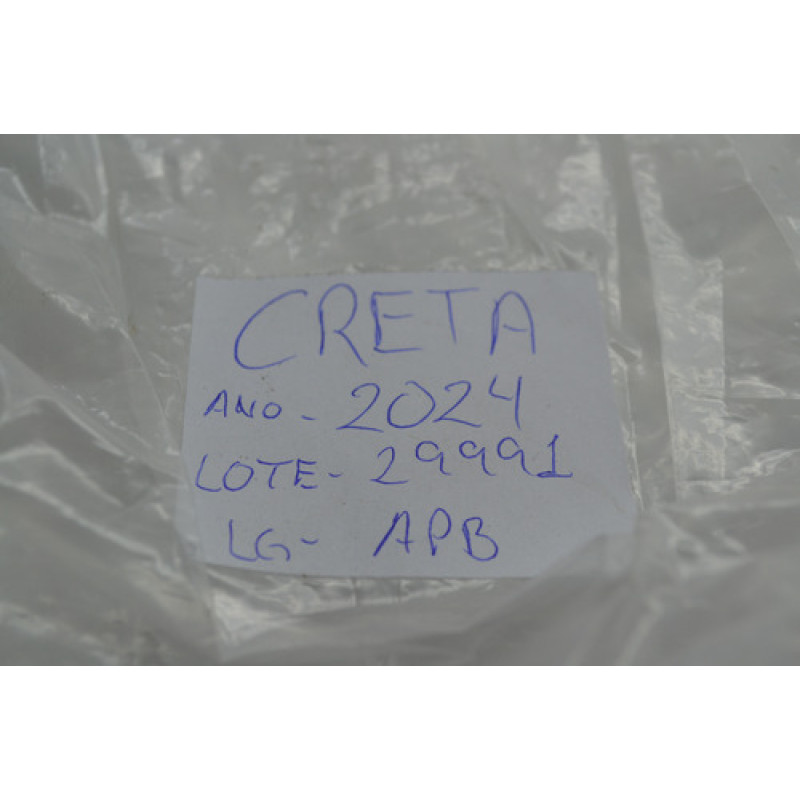 CRETA
ANO - 2024
LOTE - 29991
LG - APB